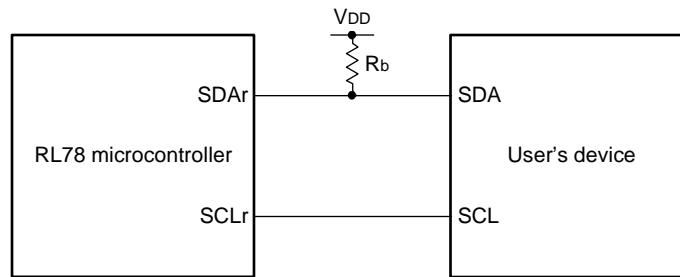 VDD
Rb
SDAr
SDA
RL78 microcontroller
User's device
SCLr
SCL